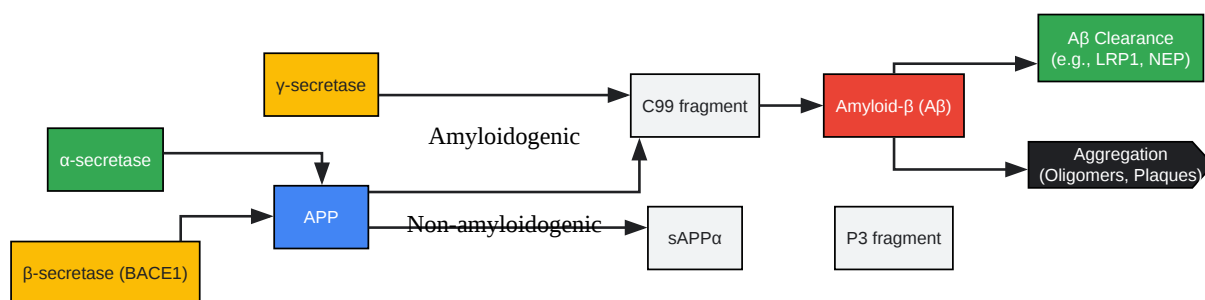 Aβ Clearance
(e.g., LRP1, NEP)
γ-secretase
C99 fragment
Amyloid-β (Aβ)
Amyloidogenic
α-secretase
Aggregation
(Oligomers, Plaques)
APP
Non-amyloidogenic
sAPPα
P3 fragment
β-secretase (BACE1)